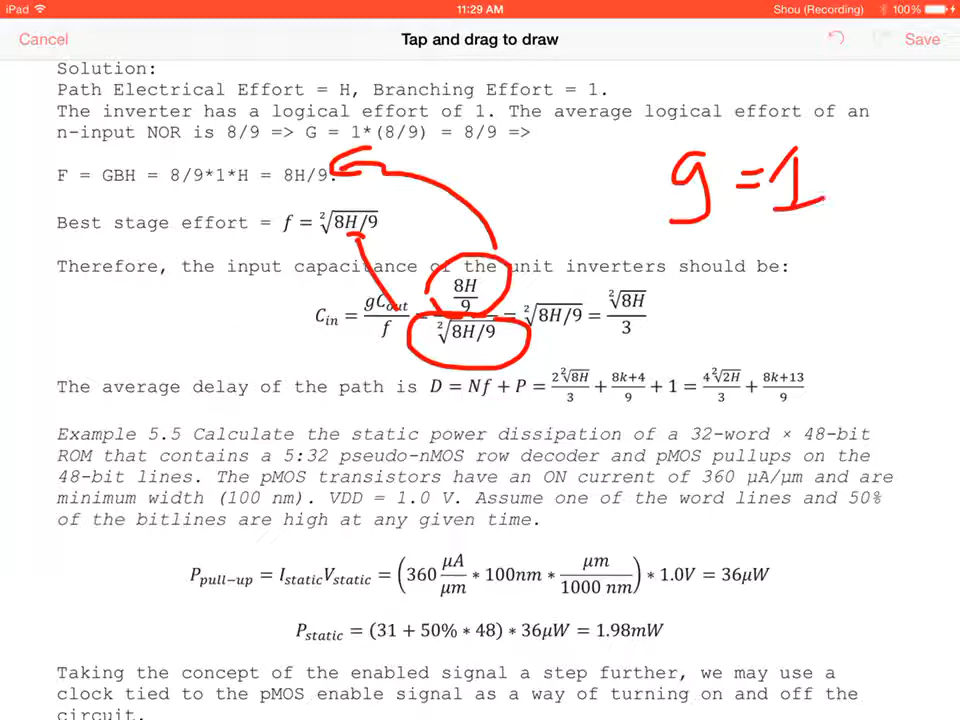 iPad 11:29 AM Shou (Recording) 100%
Cancel Tap and drag to draw Save
Solution:
Path Electrical Effort = H, Branching Effort = 1.
The inverter has a logical effort of 1. The average logical effort of an
n-input NOR is 8/9 => G = 1*(8/9) = 8/9 =>
F = GBH = 8/9*1*H = 8H/9.
g = 1
Best stage effort = f = ²√(8H/9)
Therefore, the input capacitance of the unit inverters should be:
C_in = gC_out / f = (8H/9) / ²√(8H/9) = ²√(8H/9) = ²√(8H) / 3
The average delay of the path is D = Nf + P = 2²√(8H)/3 + (8k+4)/9 + 1 = 4²√(2H)/3 + (8k+13)/9
Example 5.5 Calculate the static power dissipation of a 32-word × 48-bit
ROM that contains a 5:32 pseudo-nMOS row decoder and pMOS pullups on the
48-bit lines. The pMOS transistors have an ON current of 360 µA/µm and are
minimum width (100 nm). VDD = 1.0 V. Assume one of the word lines and 50%
of the bitlines are high at any given time.
P_pull−up = I_static V_static = (360 µA/µm * 100nm * µm/1000 nm) * 1.0V = 36µW
P_static = (31 + 50% * 48) * 36µW = 1.98mW
Taking the concept of the enabled signal a step further, we may use a
clock tied to the pMOS enable signal as a way of turning on and off the
circuit.